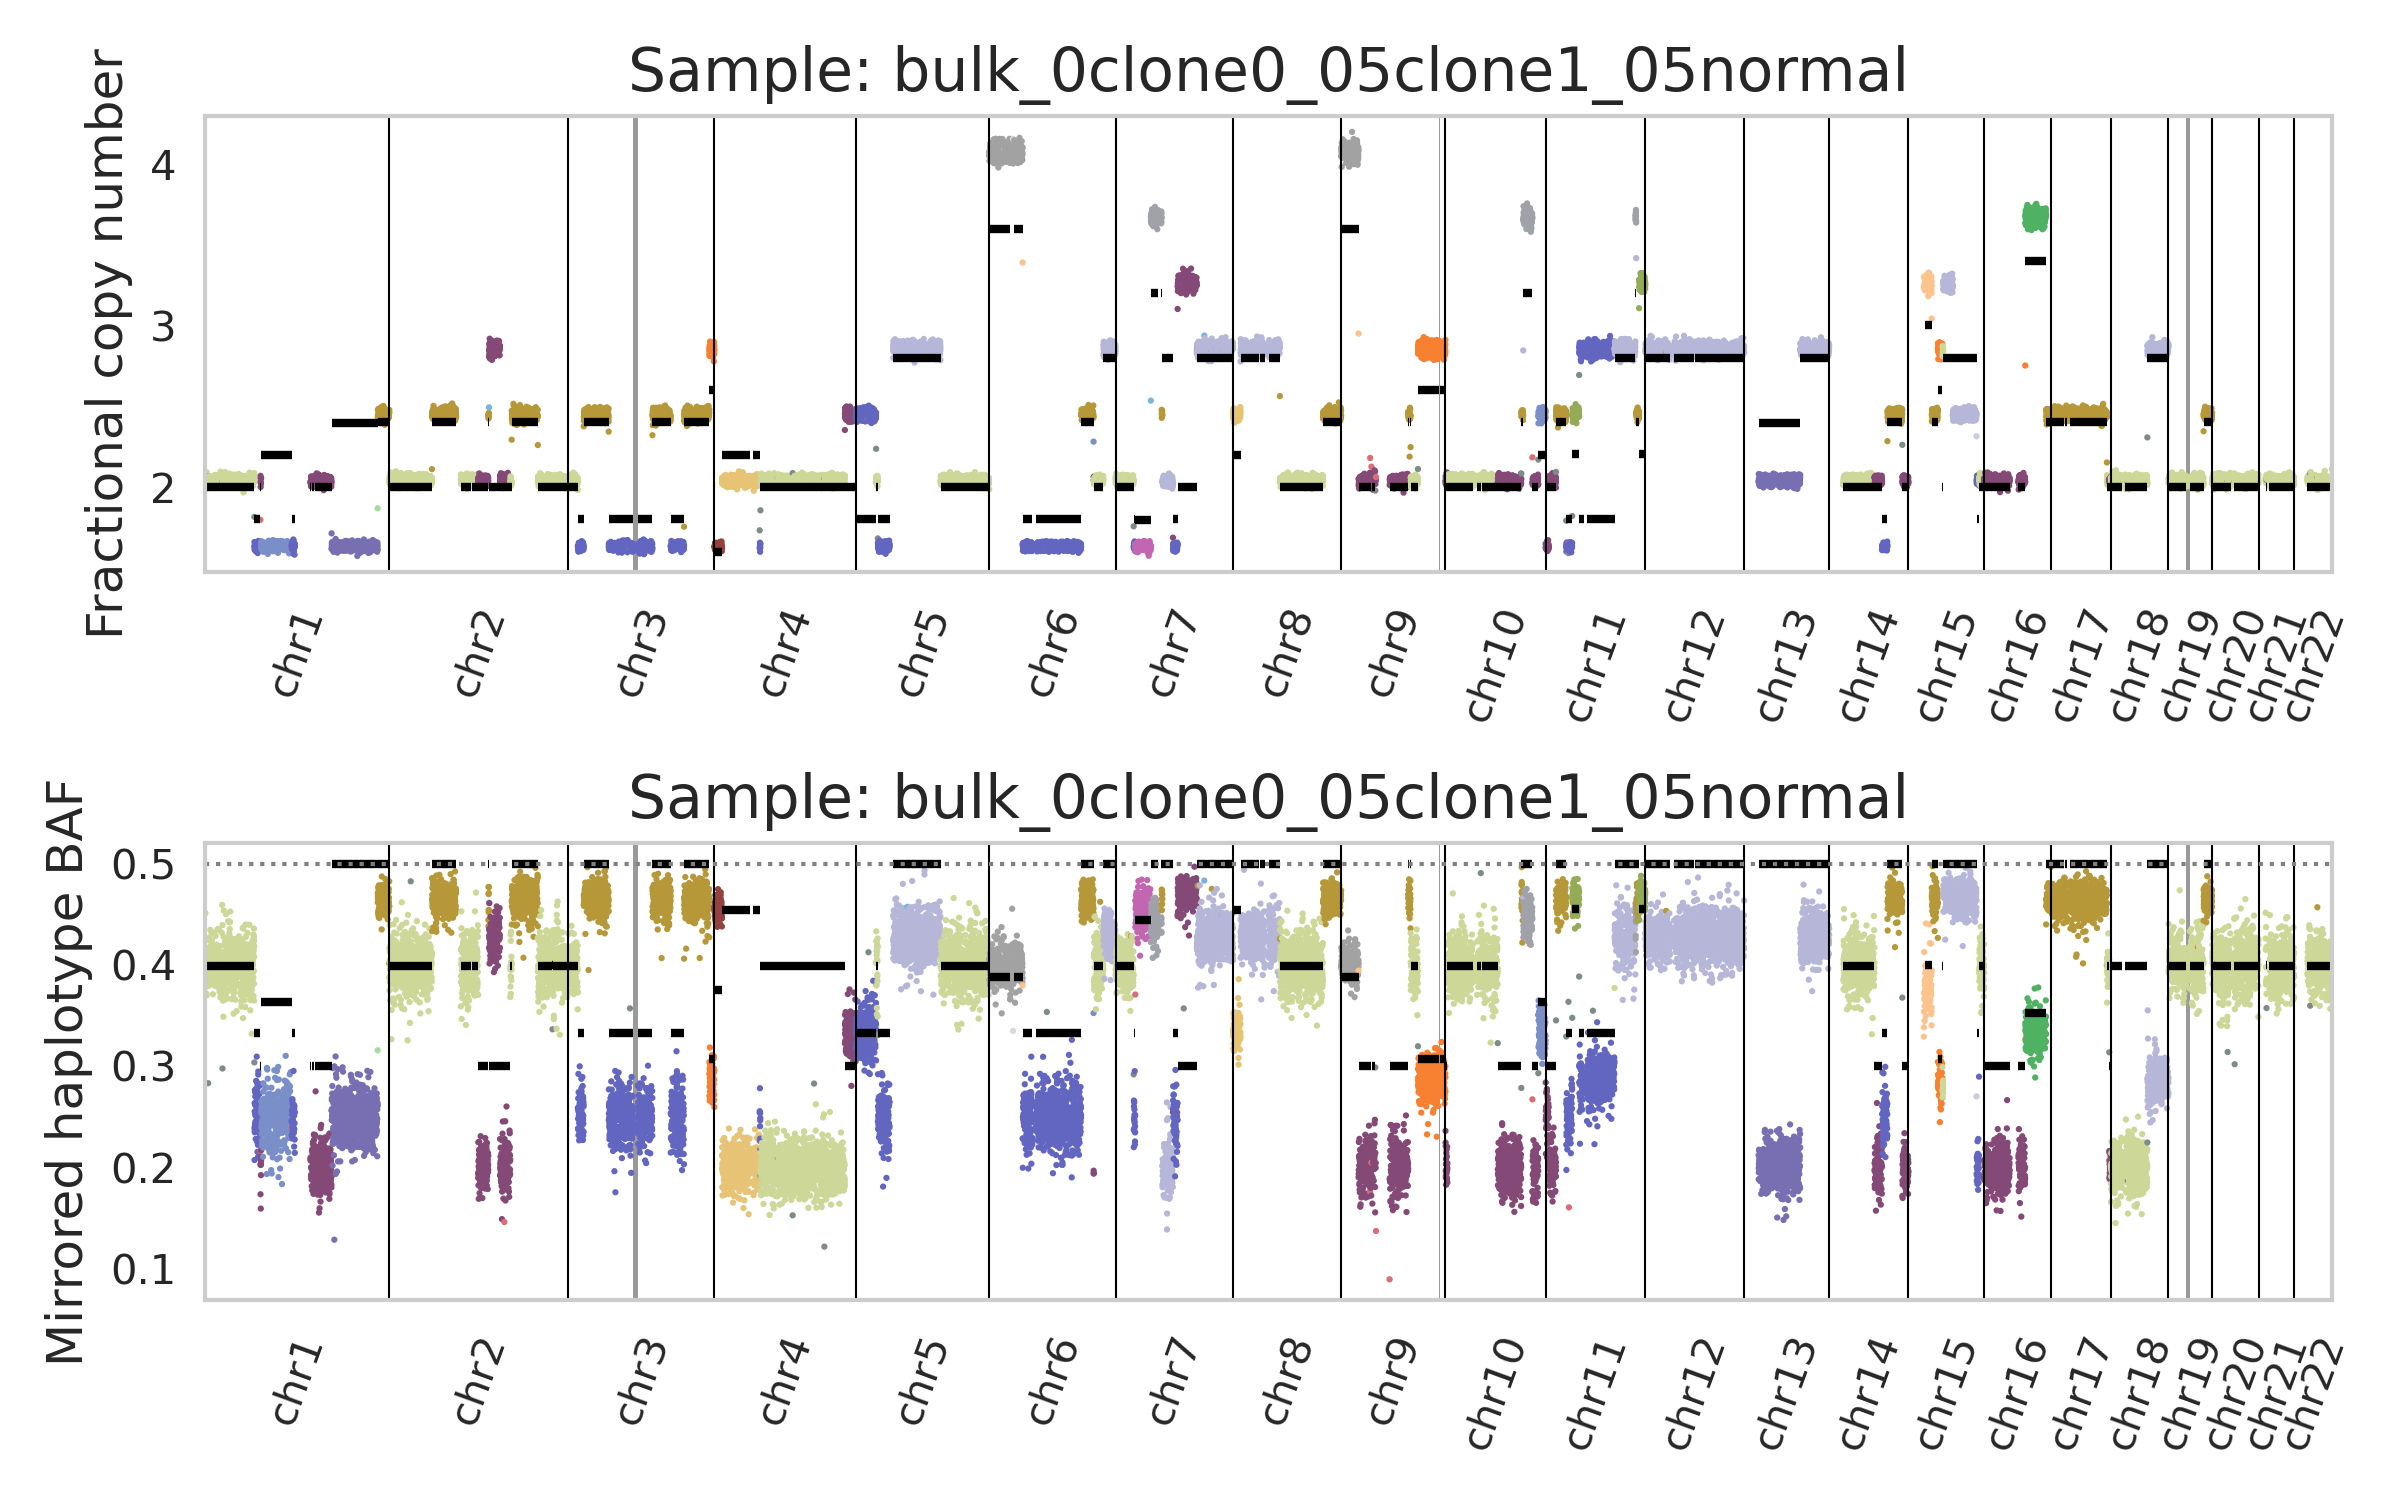 Sample: bulk_0clone0_05clone1_05normal
Fractional copy number
4
3
2
chr1
chr2
chr3
chr4
chr5
chr6
chr7
chr8
chr9
chr10
chr11
chr12
chr13
chr14
chr15
chr16
chr17
chr18
chr19
chr20
chr21
chr22
Sample: bulk_0clone0_05clone1_05normal
Mirrored haplotype BAF
0.5
0.4
0.3
0.2
0.1
chr1
chr2
chr3
chr4
chr5
chr6
chr7
chr8
chr9
chr10
chr11
chr12
chr13
chr14
chr15
chr16
chr17
chr18
chr19
chr20
chr21
chr22